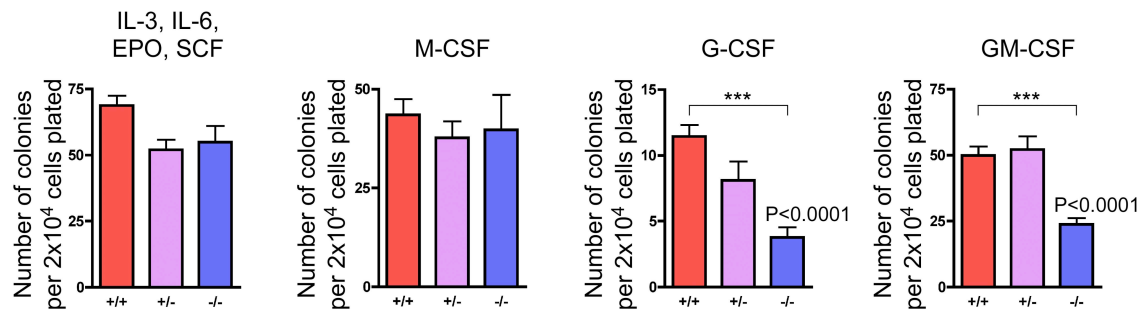 IL-3, IL-6,
EPO, SCF
Number of colonies
per 2x10⁴ cells plated
75
50
25
0
+/+ +/- -/-
M-CSF
Number of colonies
per 2x10⁴ cells plated
50
25
0
+/+ +/- -/-
G-CSF
Number of colonies
per 2x10⁴ cells plated
15
10
5
0
***
P<0.0001
+/+ +/- -/-
GM-CSF
Number of colonies
per 2x10⁴ cells plated
75
50
25
0
***
P<0.0001
+/+ +/- -/-